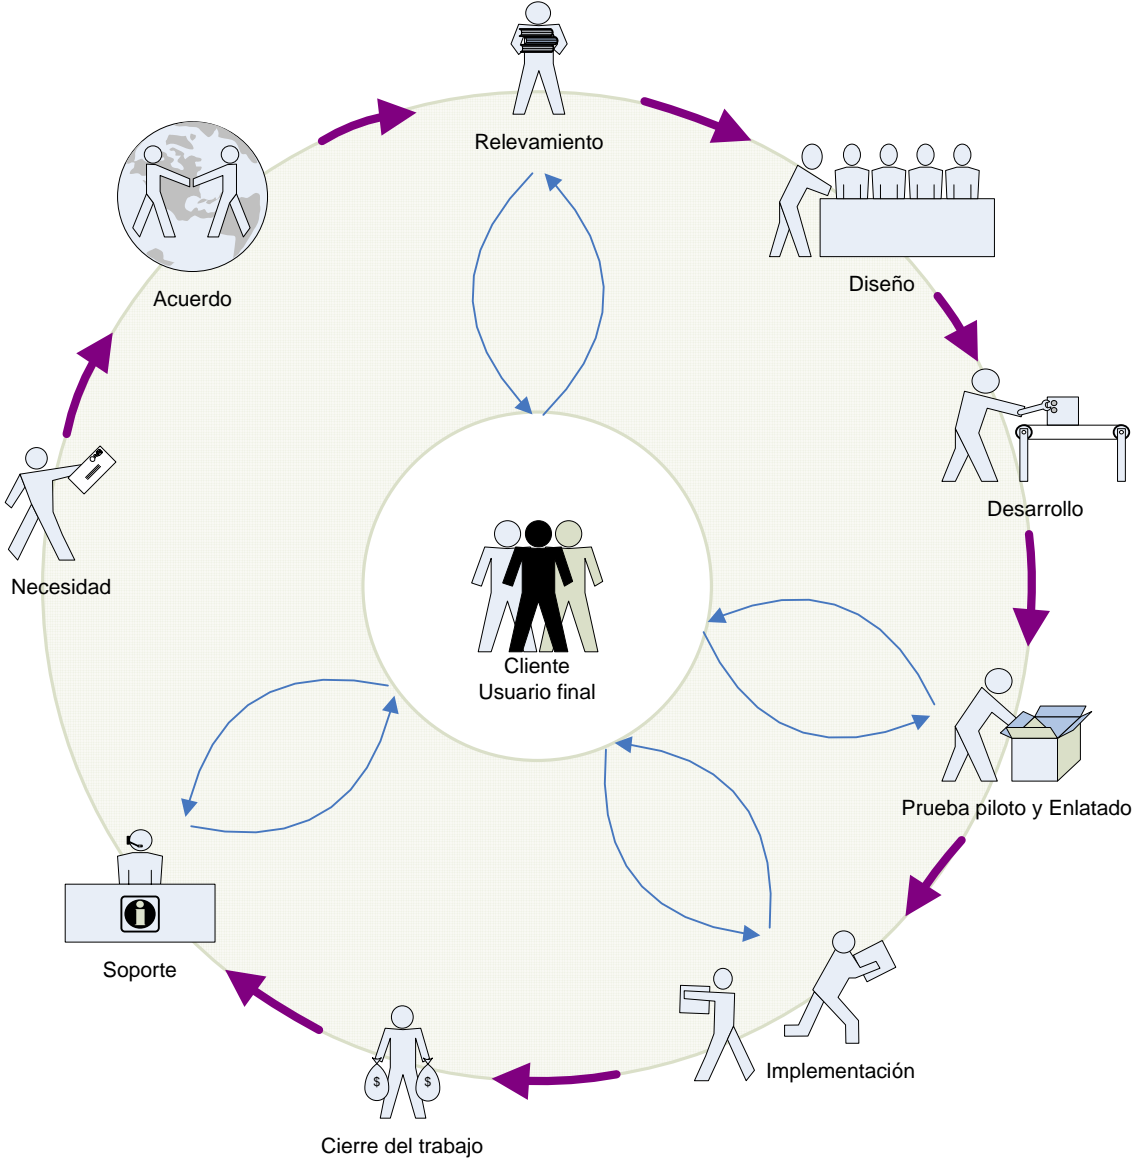 Relevamiento
Diseño
Acuerdo
Desarrollo
Necesidad
Cliente
Usuario final
Prueba piloto y Enlatado
i
Soporte
Implementación
$ $
Cierre del trabajo